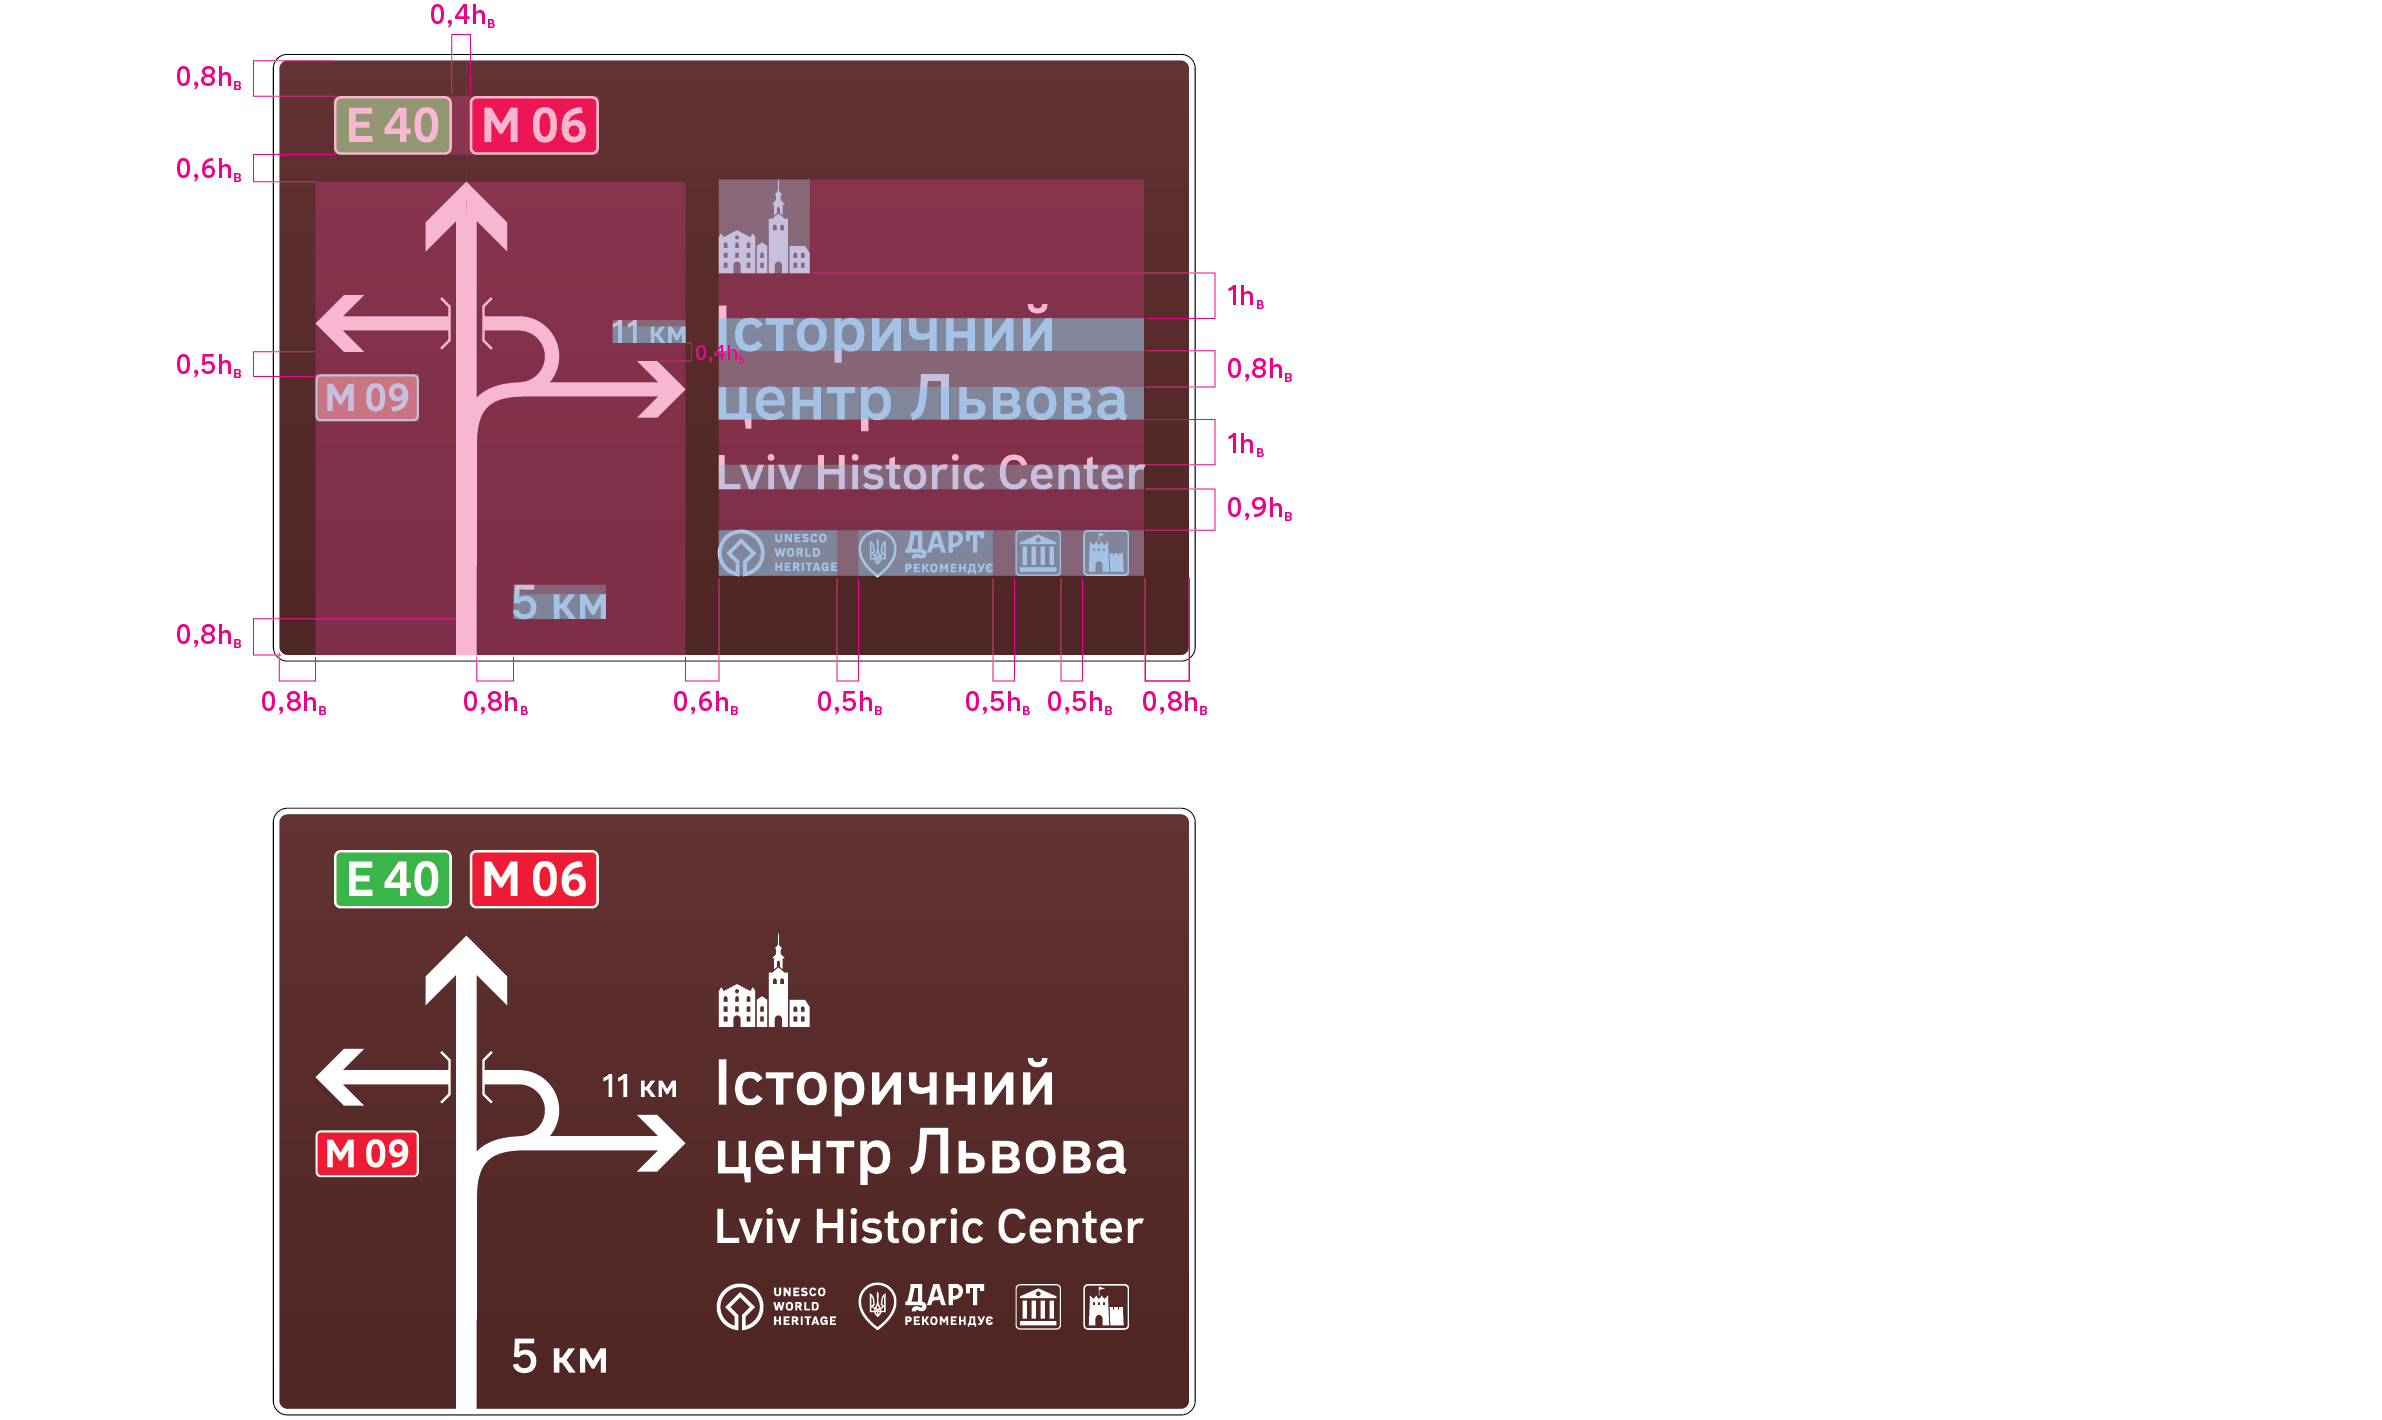 0,4hв
0,8hв
E 40 M 06
0,6hв
1hв
11 км
Історичний
0,4hв
0,5hв
0,8hв
M 09
центр Львова
1hв
Lviv Historic Center
0,9hв
UNESCO
WORLD
HERITAGE
ДАРТ
РЕКОМЕНДУЄ
5 км
0,8hв
0,8hв 0,8hв 0,6hв 0,5hв 0,5hв 0,5hв 0,8hв
E 40 M 06
11 км
Історичний
M 09
центр Львова
Lviv Historic Center
UNESCO
WORLD
HERITAGE
ДАРТ
РЕКОМЕНДУЄ
5 км